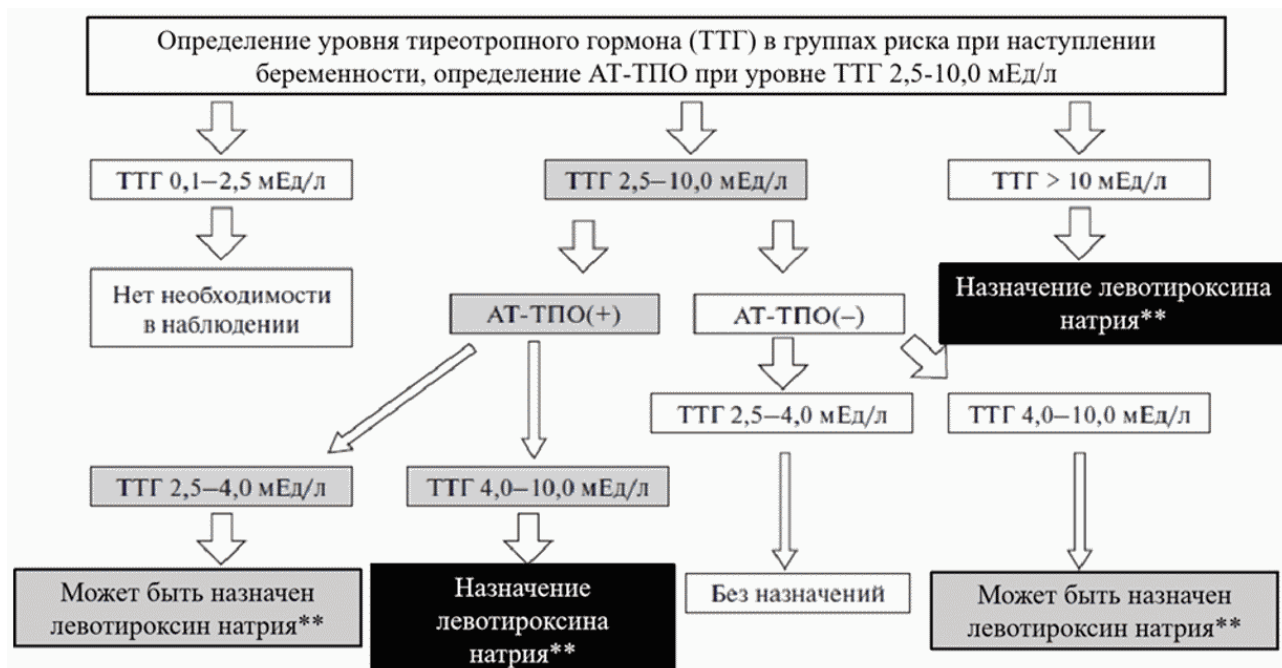 Определение уровня тиреотропного гормона (ТТГ) в группах риска при наступлении
беременности, определение АТ-ТПО при уровне ТТГ 2,5-10,0 мЕд/л
ТТГ 0,1–2,5 мЕд/л
ТТГ 2,5–10,0 мЕд/л
ТТГ > 10 мЕд/л
Нет необходимости
в наблюдении
АТ-ТПО(+)
АТ-ТПО(–)
Назначение левотироксина
натрия**
ТТГ 2,5–4,0 мЕд/л
ТТГ 4,0–10,0 мЕд/л
ТТГ 2,5–4,0 мЕд/л
ТТГ 4,0–10,0 мЕд/л
Может быть назначен
левотироксин натрия**
Назначение
левотироксина
натрия**
Без назначений
Может быть назначен
левотироксин натрия**